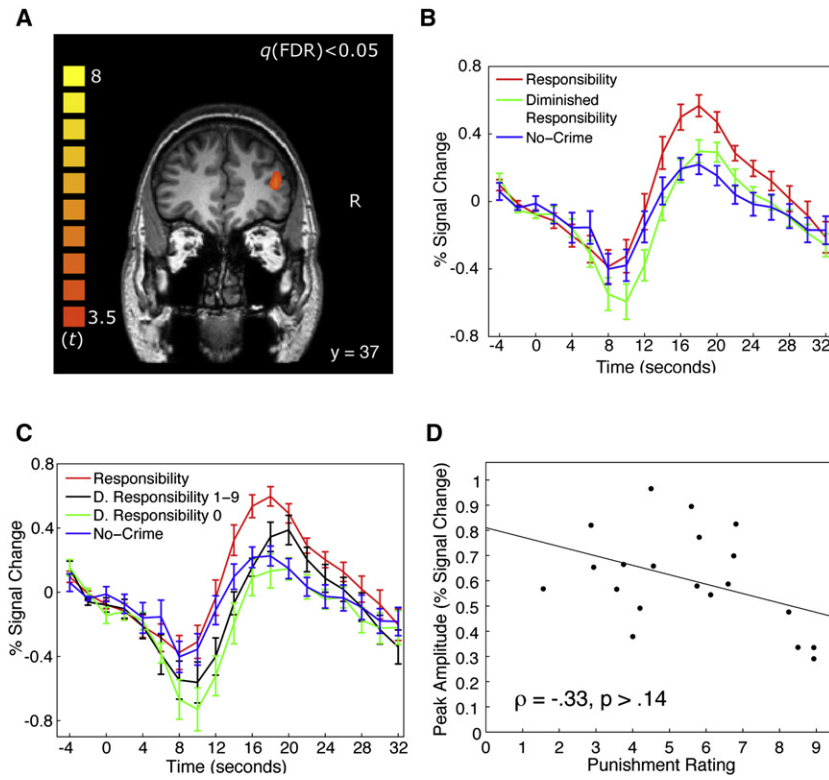 A
q(FDR)<0.05
8
R
3.5
(t)
y = 37
B
% Signal Change
0.8
0.4
0
-0.4
-0.8
Responsibility
Diminished
Responsibility
No-Crime
-4 0 4 8 12 16 20 24 28 32
Time (seconds)
C
% Signal Change
0.8
0.4
0
-0.4
-0.8
Responsibility
D. Responsibility 1-9
D. Responsibility 0
No-Crime
-4 0 4 8 12 16 20 24 28 32
Time (seconds)
D
Peak Amplitude (% Signal Change)
1
0.9
0.8
0.7
0.6
0.5
0.4
0.3
0.2
0.1
0
ρ = -.33, p > .14
0 1 2 3 4 5 6 7 8 9
Punishment Rating